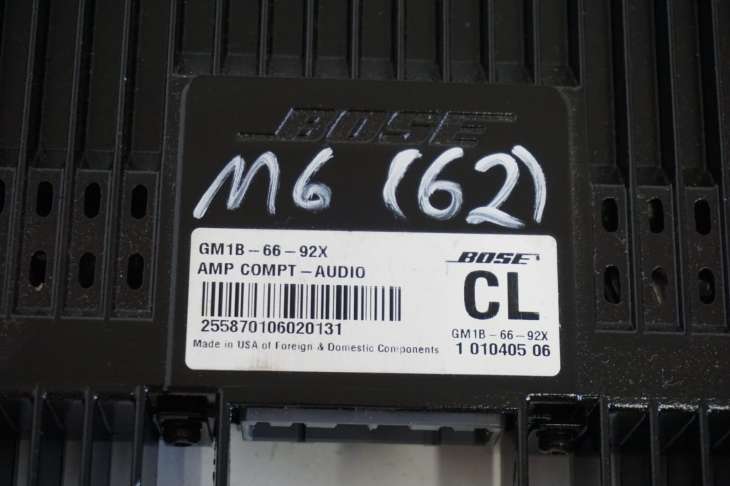 BOSE
M6 (62)
GM1B-66-92X
AMP COMPT-AUDIO
255870106020131
Made in USA of Foreign & Domestic Components
BOSE
CL
GM1B-66-92X
1 010405 06